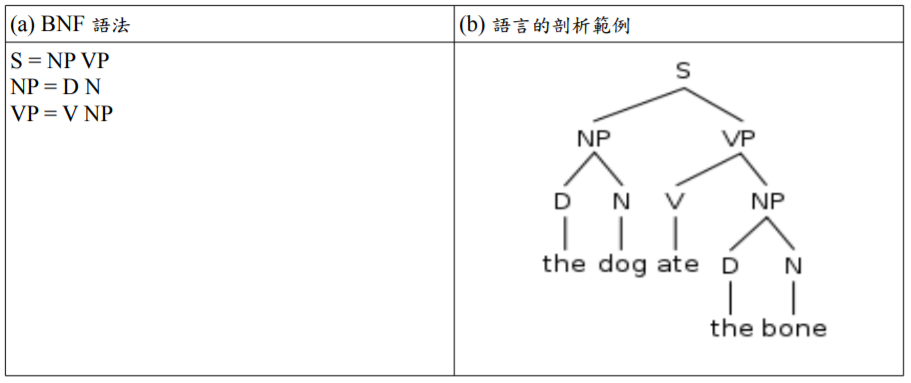 (a) BNF 語法
(b) 語言的剖析範例
S = NP VP
NP = D N
VP = V NP
S
NP VP
D N V NP
the dog ate D N
the bone